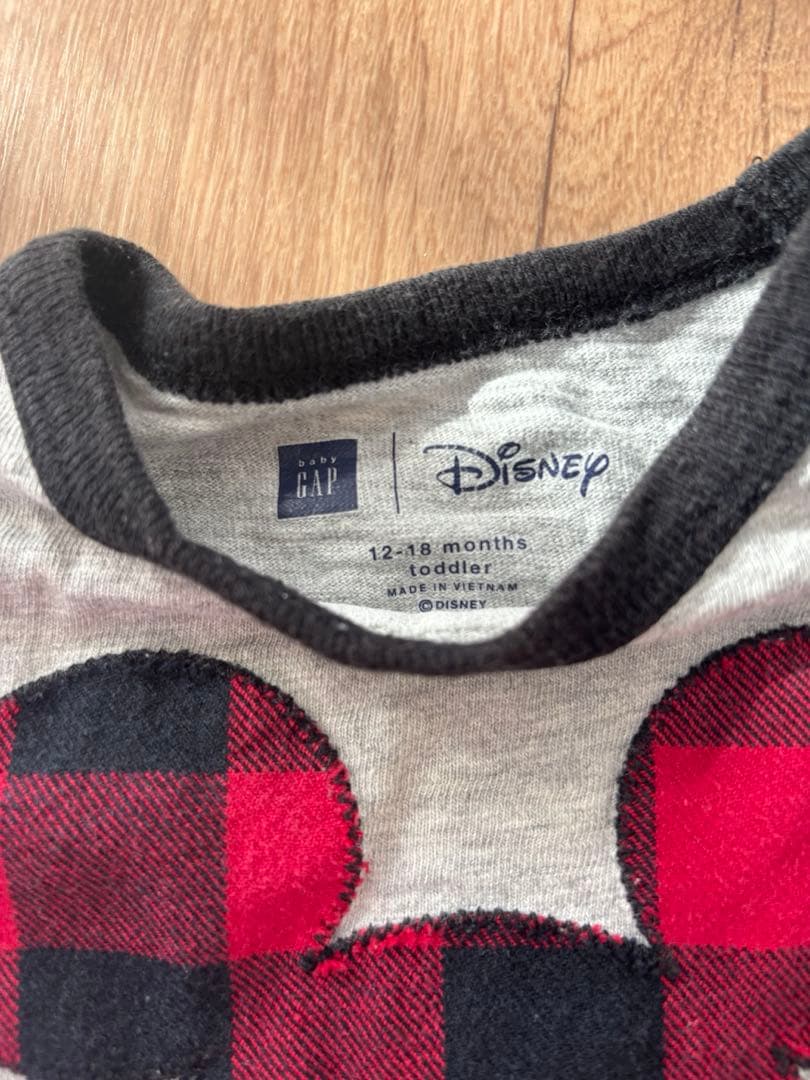 baby
GAP
Disney
12-18 months
toddler
MADE IN VIETNAM
©DISNEY